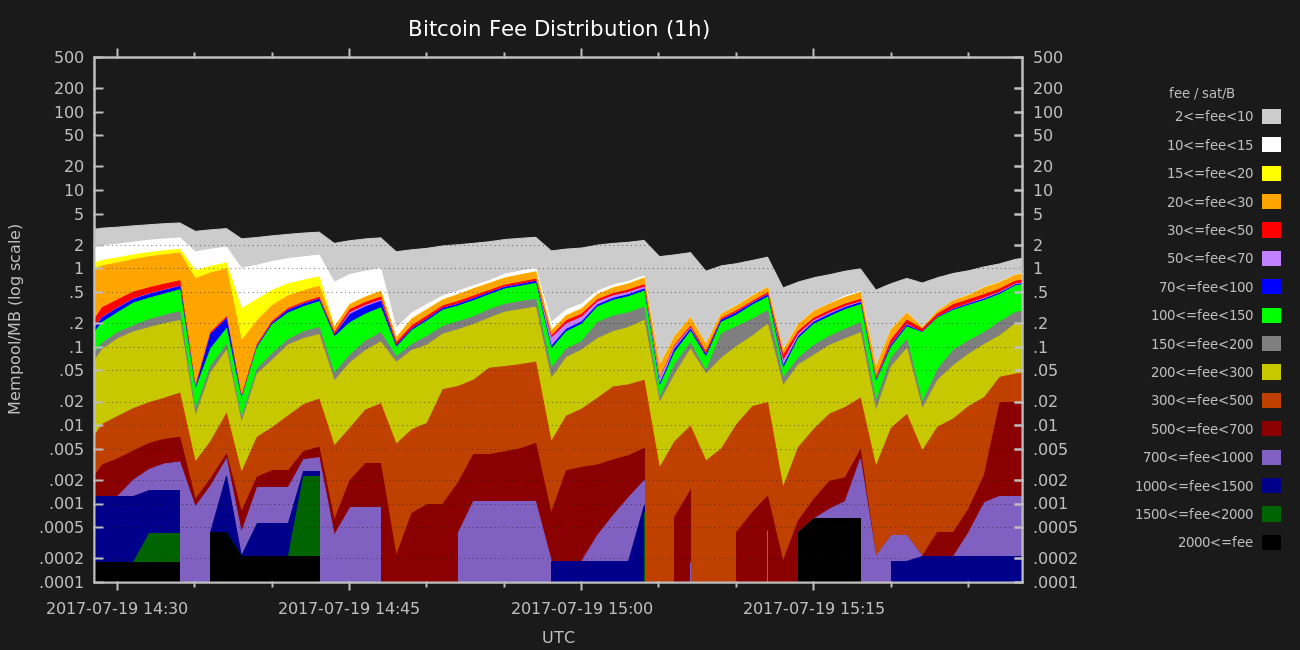 Bitcoin Fee Distribution (1h)
500 500
200 200
100 100
50 50
20 20
10 10
5 5
2 2
1 1
.5 .5
.2 .2
.1 .1
.05 .05
.02 .02
.01 .01
.005 .005
.002 .002
.001 .001
.0005 .0005
.0002 .0002
.0001 .0001
Mempool/MB (log scale)
2017-07-19 14:30 2017-07-19 14:45 2017-07-19 15:00 2017-07-19 15:15
UTC
fee / sat/B
2<=fee<10
10<=fee<15
15<=fee<20
20<=fee<30
30<=fee<50
50<=fee<70
70<=fee<100
100<=fee<150
150<=fee<200
200<=fee<300
300<=fee<500
500<=fee<700
700<=fee<1000
1000<=fee<1500
1500<=fee<2000
2000<=fee